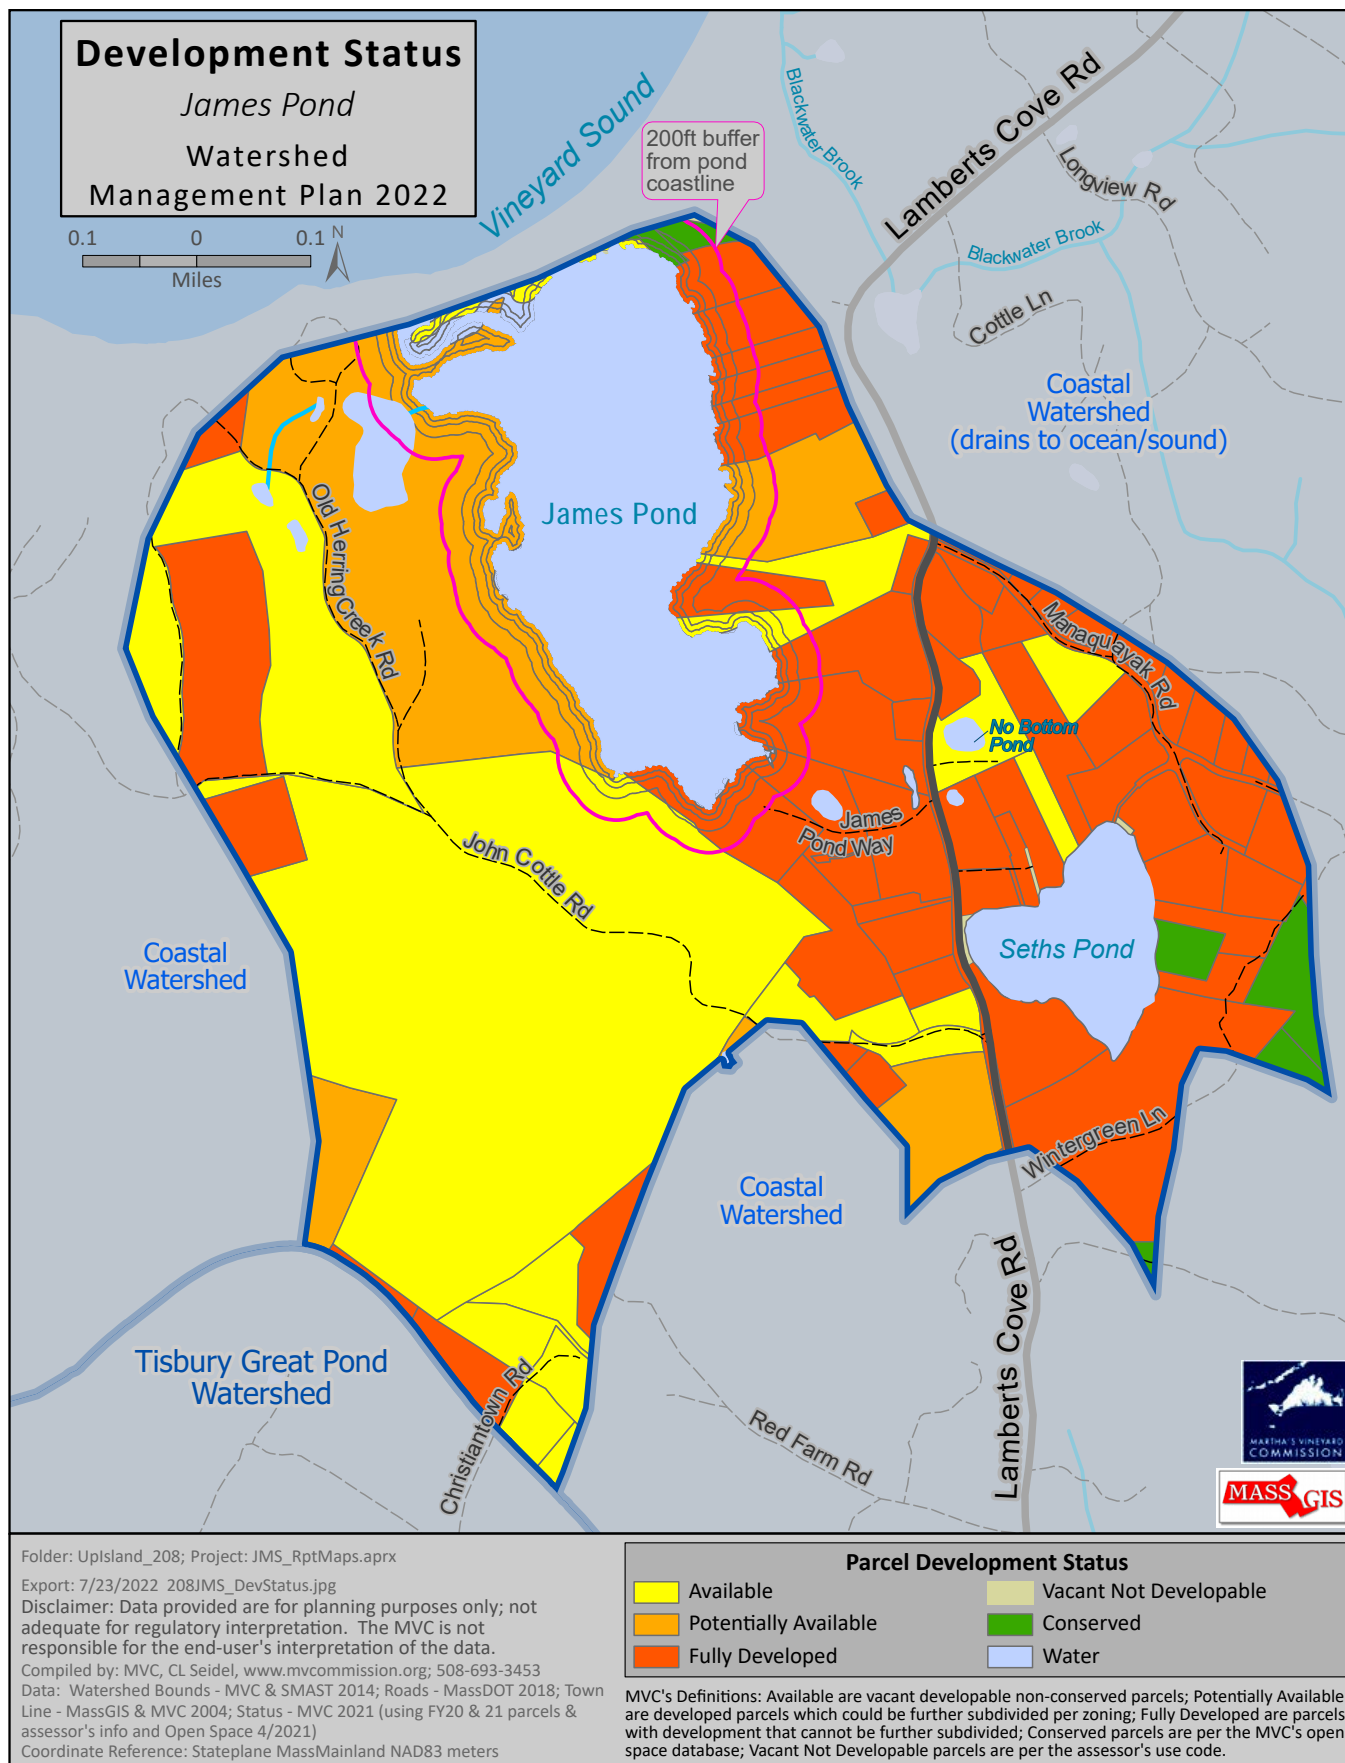 Development Status
James Pond
Watershed
Management Plan 2022
0.1 0 0.1
Miles
N
Vineyard Sound
200ft buffer
from pond
coastline
Blackwater Brook
Lamberts Cove Rd
Longview Rd
Blackwater Brook
Cottle Ln
Coastal
Watershed
(drains to ocean/sound)
Old Herring Creek Rd
James Pond
Manaquayak Rd
No Bottom
Pond
James
Pond Way
John Cottle Rd
Seths Pond
Coastal
Watershed
Wintergreen Ln
Coastal
Watershed
Lamberts Cove Rd
Tisbury Great Pond
Watershed
Christiantown Rd
Red Farm Rd
MARTHA'S VINEYARD
COMMISSION
MASS GIS
Folder: UpIsland_208; Project: JMS_RptMaps.aprx
Export: 7/23/2022 208JMS_DevStatus.jpg
Disclaimer: Data provided are for planning purposes only; not
adequate for regulatory interpretation. The MVC is not
responsible for the end-user's interpretation of the data.
Compiled by: MVC, CL Seidel, www.mvcommission.org; 508-693-3453
Data: Watershed Bounds - MVC & SMAST 2014; Roads - MassDOT 2018; Town
Line - MassGIS & MVC 2004; Status - MVC 2021 (using FY20 & 21 parcels &
assessor's info and Open Space 4/2021)
Coordinate Reference: Stateplane MassMainland NAD83 meters
Parcel Development Status
Available
Potentially Available
Fully Developed
Vacant Not Developable
Conserved
Water
MVC's Definitions: Available are vacant developable non-conserved parcels; Potentially Available
are developed parcels which could be further subdivided per zoning; Fully Developed are parcels
with development that cannot be further subdivided; Conserved parcels are per the MVC's open
space database; Vacant Not Developable parcels are per the assessor's use code.